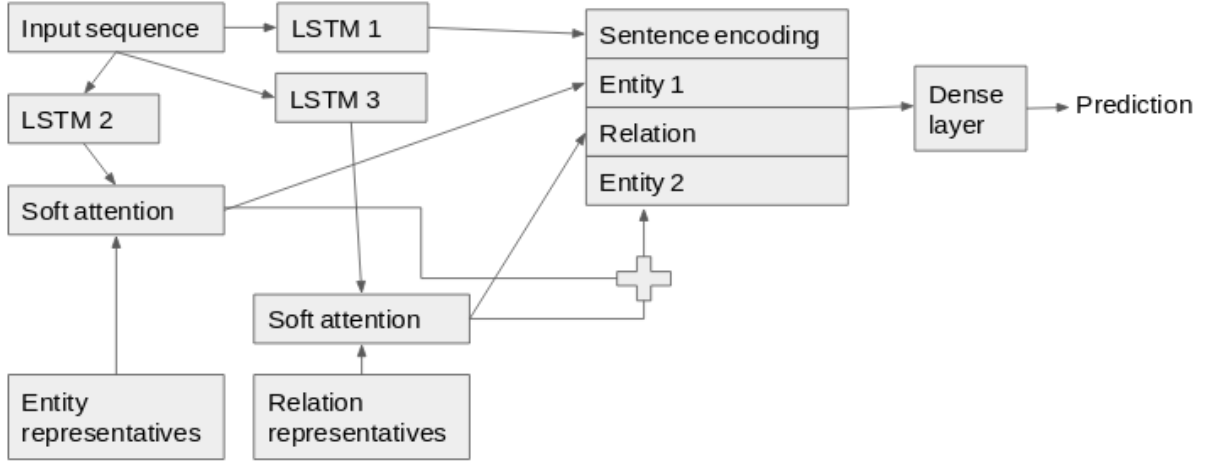 Input sequence
LSTM 1
Sentence encoding
Entity 1
Relation
Entity 2
LSTM 2
LSTM 3
Dense
layer
Prediction
Soft attention
Soft attention
Entity
representatives
Relation
representatives